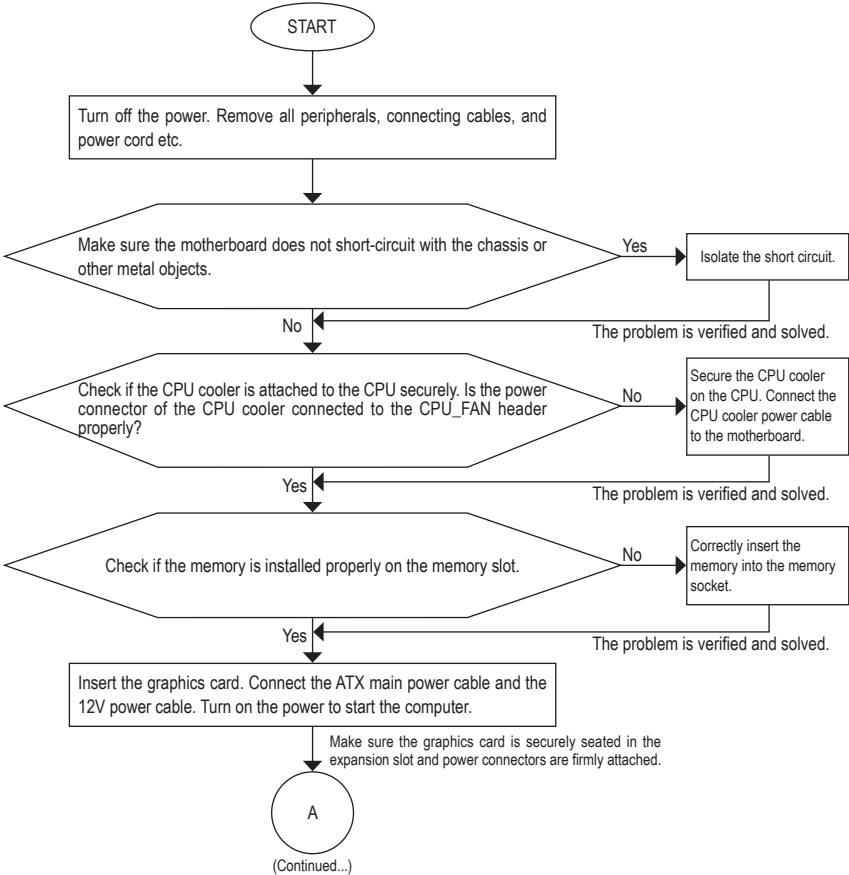 START
Turn off the power. Remove all peripherals, connecting cables, and
power cord etc.
Make sure the motherboard does not short-circuit with the chassis or
other metal objects.
Yes
Isolate the short circuit.
No
The problem is verified and solved.
Check if the CPU cooler is attached to the CPU securely. Is the power
connector of the CPU cooler connected to the CPU_FAN header
properly?
No
Secure the CPU cooler
on the CPU. Connect the
CPU cooler power cable
to the motherboard.
Yes
The problem is verified and solved.
Check if the memory is installed properly on the memory slot.
No
Correctly insert the
memory into the memory
socket.
Yes
The problem is verified and solved.
Insert the graphics card. Connect the ATX main power cable and the
12V power cable. Turn on the power to start the computer.
Make sure the graphics card is securely seated in the
expansion slot and power connectors are firmly attached.
A
(Continued...)